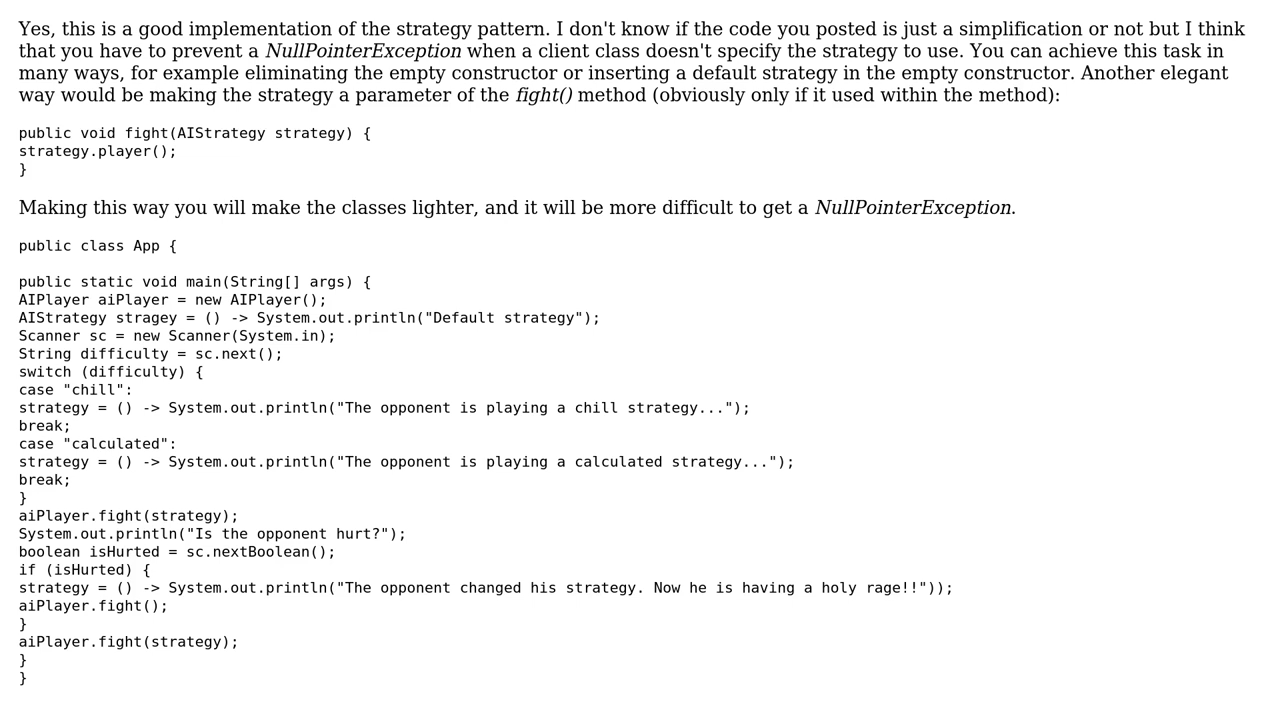 Yes, this is a good implementation of the strategy pattern. I don't know if the code you posted is just a simplification or not but I think
that you have to prevent a NullPointerException when a client class doesn't specify the strategy to use. You can achieve this task in
many ways, for example eliminating the empty constructor or inserting a default strategy in the empty constructor. Another elegant
way would be making the strategy a parameter of the fight() method (obviously only if it used within the method):
public void fight(AIStrategy strategy) {
strategy.player();
}
Making this way you will make the classes lighter, and it will be more difficult to get a NullPointerException.
public class App {
public static void main(String[] args) {
AIPlayer aiPlayer = new AIPlayer();
AIStrategy stragey = () -> System.out.println("Default strategy");
Scanner sc = new Scanner(System.in);
String difficulty = sc.next();
switch (difficulty) {
case "chill":
strategy = () -> System.out.println("The opponent is playing a chill strategy...");
break;
case "calculated":
strategy = () -> System.out.println("The opponent is playing a calculated strategy...");
break;
}
aiPlayer.fight(strategy);
System.out.println("Is the opponent hurt?");
boolean isHurted = sc.nextBoolean();
if (isHurted) {
strategy = () -> System.out.println("The opponent changed his strategy. Now he is having a holy rage!!"));
aiPlayer.fight();
}
aiPlayer.fight(strategy);
}
}